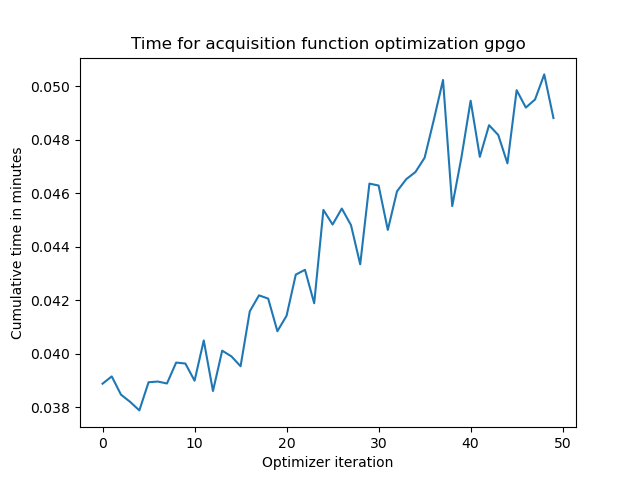 Time for acquisition function optimization gpgo
0.050
0.048
0.046
0.044
0.042
0.040
0.038
Cumulative time in minutes
0 10 20 30 40 50
Optimizer iteration